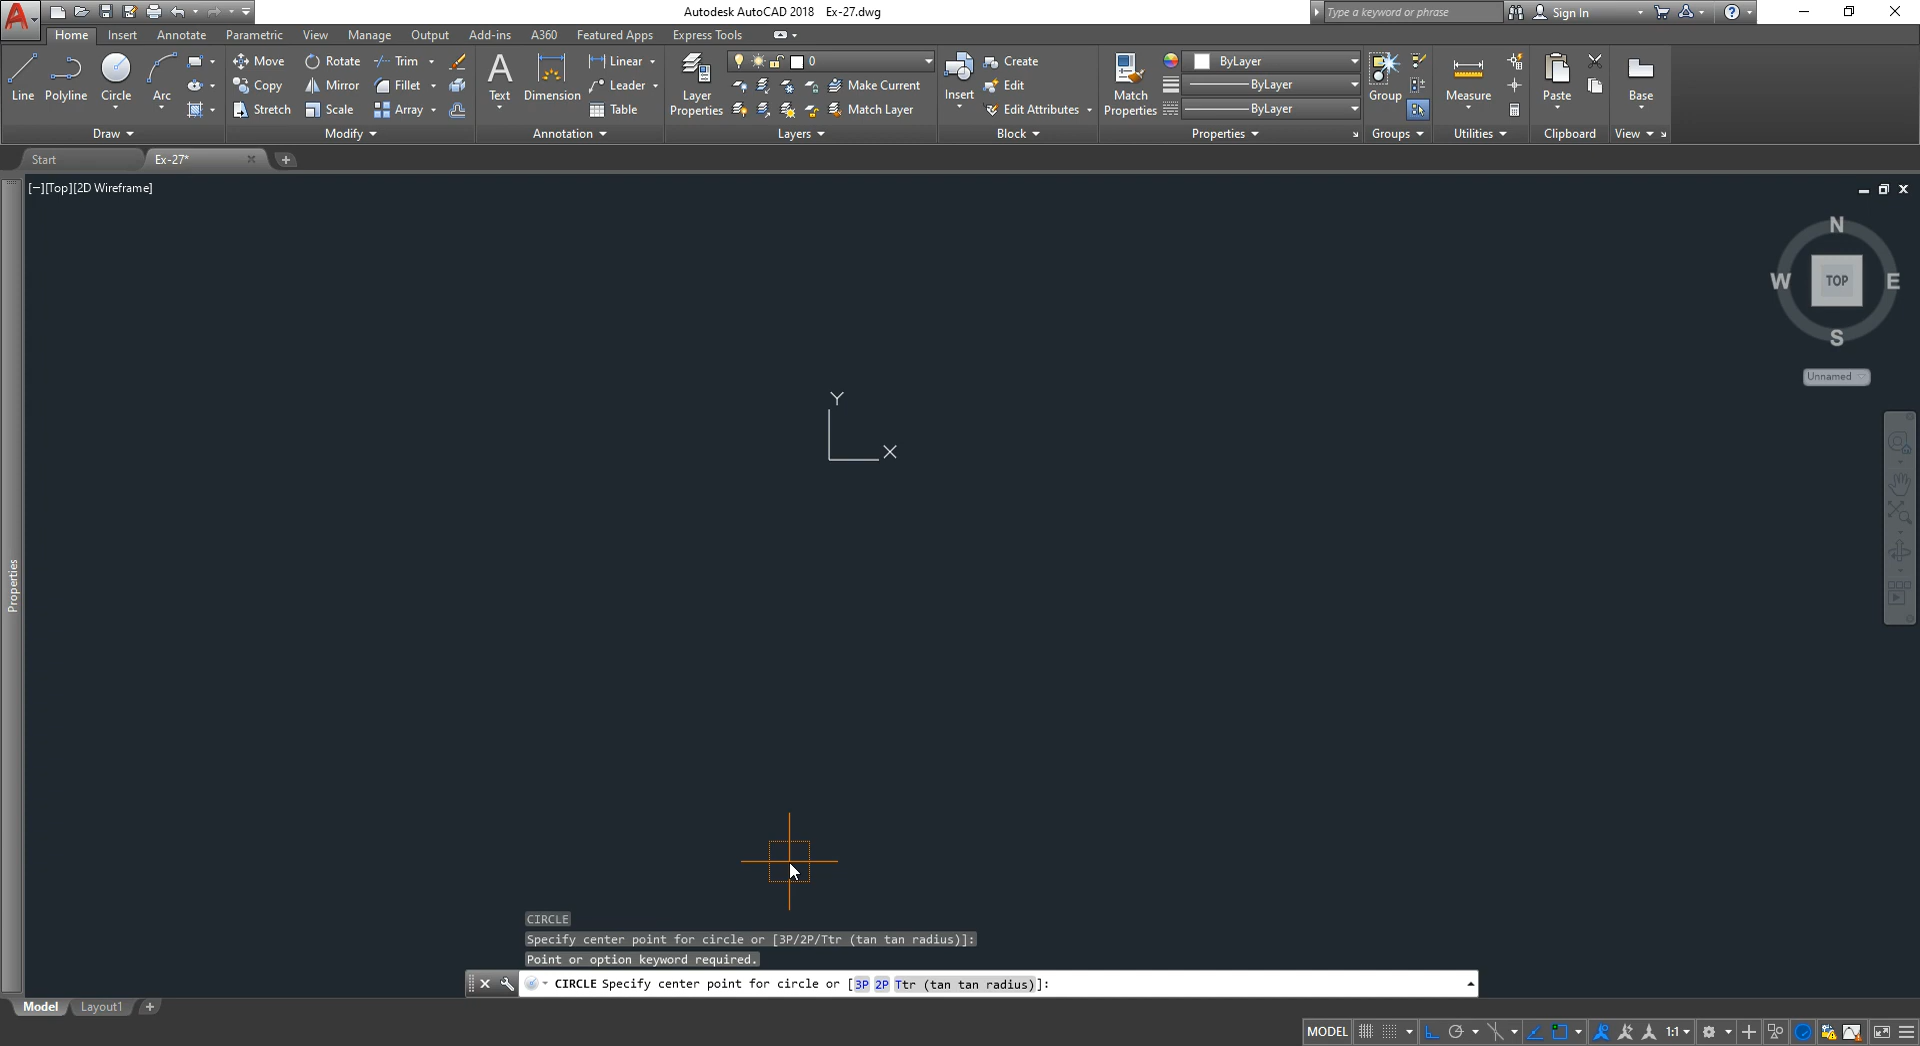 Autodesk AutoCAD 2018 Ex-27.dwg
Type a keyword or phrase
Sign In
Home Insert Annotate Parametric View Manage Output Add-ins A360 Featured Apps Express Tools
Line Polyline Circle Arc
Move Rotate Trim
Copy Mirror Fillet
Stretch Scale Array
Text Dimension
Linear
Leader
Table
Layer Properties
0
Make Current
Match Layer
Insert
Create
Edit
Edit Attributes
Match Properties
ByLayer
ByLayer
ByLayer
Group
Measure
Paste
Base
Draw Modify Annotation Layers Block Properties Groups Utilities Clipboard View
Start Ex-27*
[−][Top][2D Wireframe]
N
W TOP E
S
Unnamed
Y
X
Properties
CIRCLE
Specify center point for circle or [3P/2P/Ttr (tan tan radius)]:
Point or option keyword required.
CIRCLE Specify center point for circle or [3P 2P Ttr (tan tan radius)]:
Model Layout1
MODEL 1:1